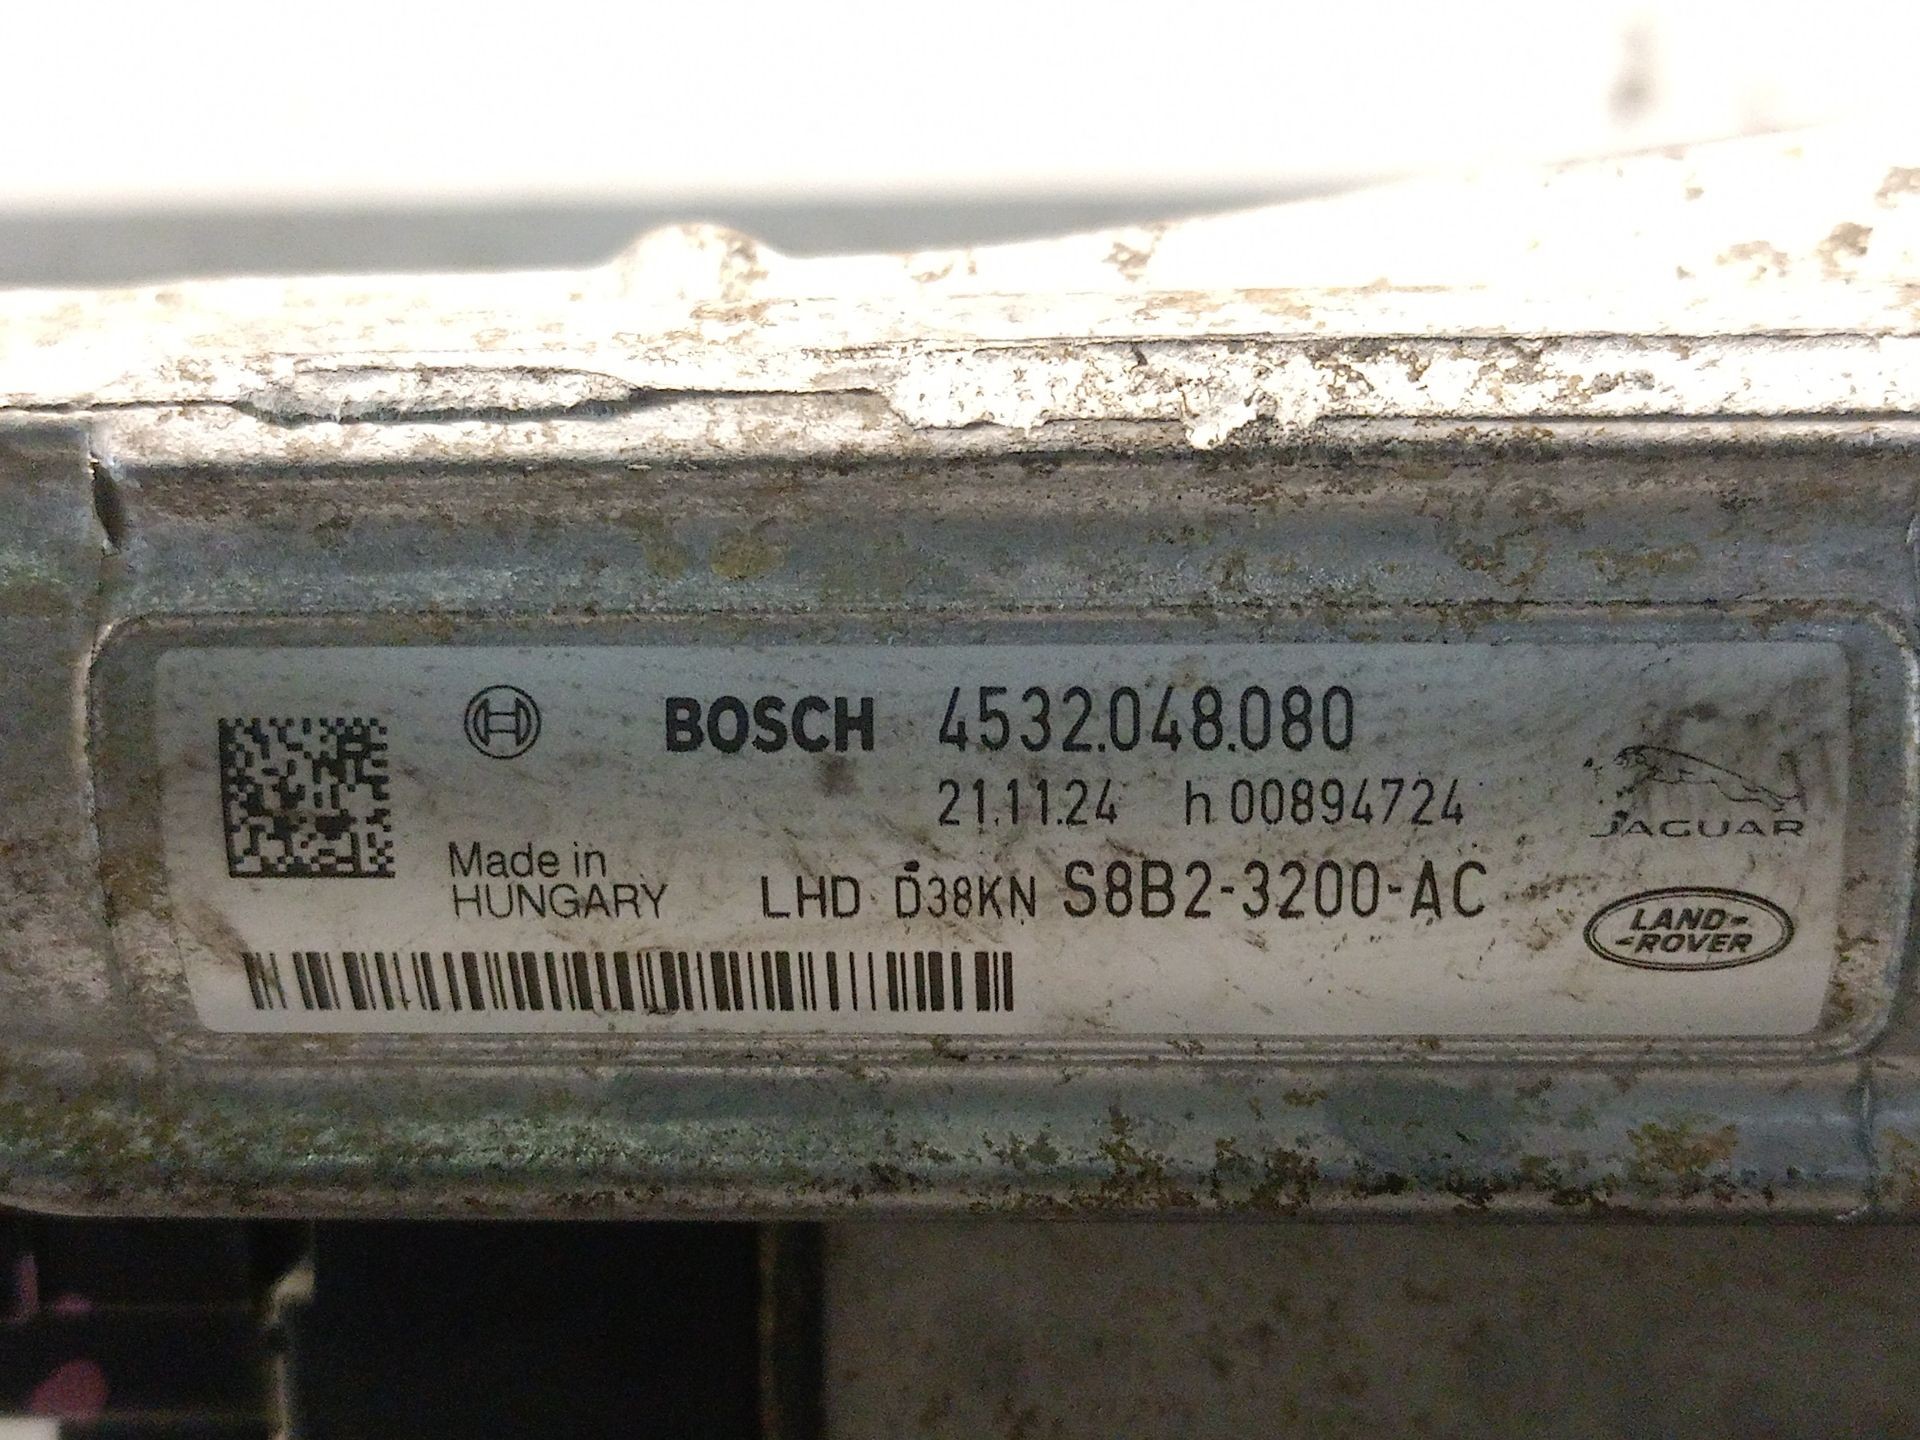 BOSCH 4532.048.080
21.11.24 h 00894724
JAGUAR
Made in
HUNGARY
LHD D38KN S8B2-3200-AC
LAND-
-ROVER